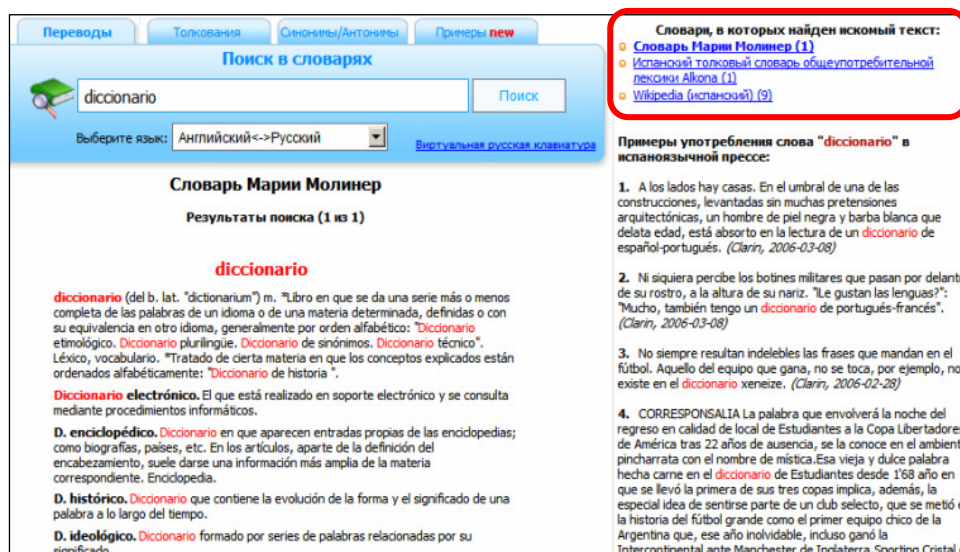 Переводы
Толкования
Синонимы/Антонимы
Примеры new
Поиск в словарях
diccionario
Поиск
Выберите язык:
Английский<->Русский
Виртуальная русская клавиатура
Словарь Марии Молинер
Результаты поиска (1 из 1)
diccionario
diccionario (del b. lat. "dictionarium") m. *Libro en que se da una serie más o menos
completa de las palabras de un idioma o de una materia determinada, definidas o con
su equivalencia en otro idioma, generalmente por orden alfabético: "Diccionario
etimológico. Diccionario plurilingüe. Diccionario de sinónimos. Diccionario técnico".
Léxico, vocabulario. *Tratado de cierta materia en que los conceptos explicados están
ordenados alfabéticamente: "Diccionario de historia ".
Diccionario electrónico. El que está realizado en soporte electrónico y se consulta
mediante procedimientos informáticos.
D. enciclopédico. Diccionario en que aparecen entradas propias de las enciclopedias;
como biografías, países, etc. En los artículos, aparte de la definición del
encabezamiento, suele darse una información más amplia de la materia
correspondiente. Enciclopedia.
D. histórico. Diccionario que contiene la evolución de la forma y el significado de una
palabra a lo largo del tiempo.
D. ideológico. Diccionario formado por series de palabras relacionadas por su
significado
Словари, в которых найден искомый текст:
Словарь Марии Молинер (1)
Испанский толковый словарь общеупотребительной
лексики Alkona (1)
Wikipedia (испанский) (9)
Примеры употребления слова "diccionario" в
испаноязычной прессе:
1. A los lados hay casas. En el umbral de una de las
construcciones, levantadas sin muchas pretensiones
arquitectónicas, un hombre de piel negra y barba blanca que
delata edad, está absorto en la lectura de un diccionario de
español-portugués. (Clarin, 2006-03-08)
2. Ni siquiera percibe los botines militares que pasan por delante
de su rostro, a la altura de su nariz. "¿Le gustan las lenguas?":
"Mucho, también tengo un diccionario de portugués-francés".
(Clarin, 2006-03-08)
3. No siempre resultan indelebles las frases que mandan en el
fútbol. Aquello del equipo que gana, no se toca, por ejemplo, no
existe en el diccionario xeneize. (Clarin, 2006-02-28)
4. CORRESPONSALIA La palabra que envolverá la noche del
regreso en calidad de local de Estudiantes a la Copa Libertadores
de América tras 22 años de ausencia, se la conoce en el ambient
pincharrata con el nombre de mística.Esa vieja y dulce palabra
hecha carne en el diccionario de Estudiantes desde 1'68 año en
que se llevó la primera de sus tres copas implica, además, la
especial idea de sentirse parte de un club selecto, que se metió e
la historia del fútbol grande como el primer equipo chico de la
Argentina que, ese año inolvidable, incluso ganó la
Intercontinental ante Manchester de Inglaterra. Sporting Cristal